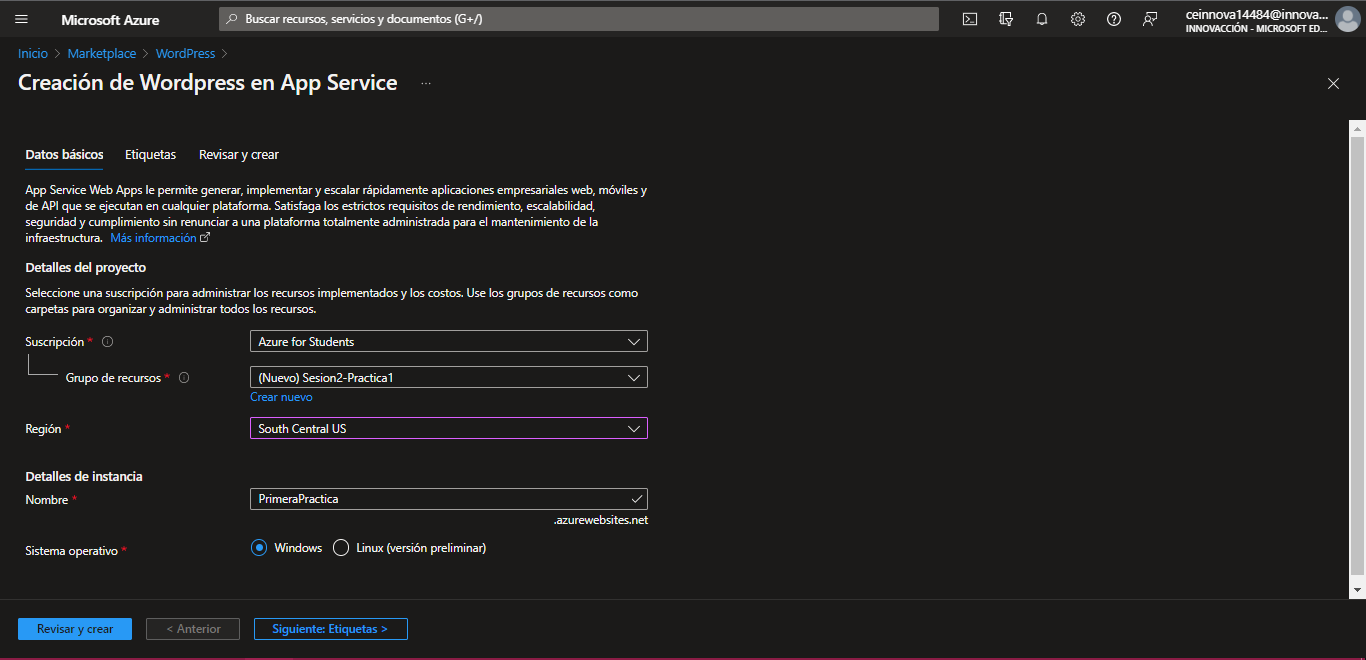 Microsoft Azure
Buscar recursos, servicios y documentos (G+/)
ceinnova14484@innova...
INNOVACCIÓN - MICROSOFT ED...
Inicio > Marketplace > WordPress >
Creación de Wordpress en App Service ...
Datos básicos Etiquetas Revisar y crear
App Service Web Apps le permite generar, implementar y escalar rápidamente aplicaciones empresariales web, móviles y
de API que se ejecutan en cualquier plataforma. Satisfaga los estrictos requisitos de rendimiento, escalabilidad,
seguridad y cumplimiento sin renunciar a una plataforma totalmente administrada para el mantenimiento de la
infraestructura. Más información
Detalles del proyecto
Seleccione una suscripción para administrar los recursos implementados y los costos. Use los grupos de recursos como
carpetas para organizar y administrar todos los recursos.
Suscripción * Azure for Students
Grupo de recursos * (Nuevo) Sesion2-Practica1
Crear nuevo
Región * South Central US
Detalles de instancia
Nombre * PrimeraPractica
.azurewebsites.net
Sistema operativo * Windows Linux (versión preliminar)
Revisar y crear < Anterior Siguiente: Etiquetas >